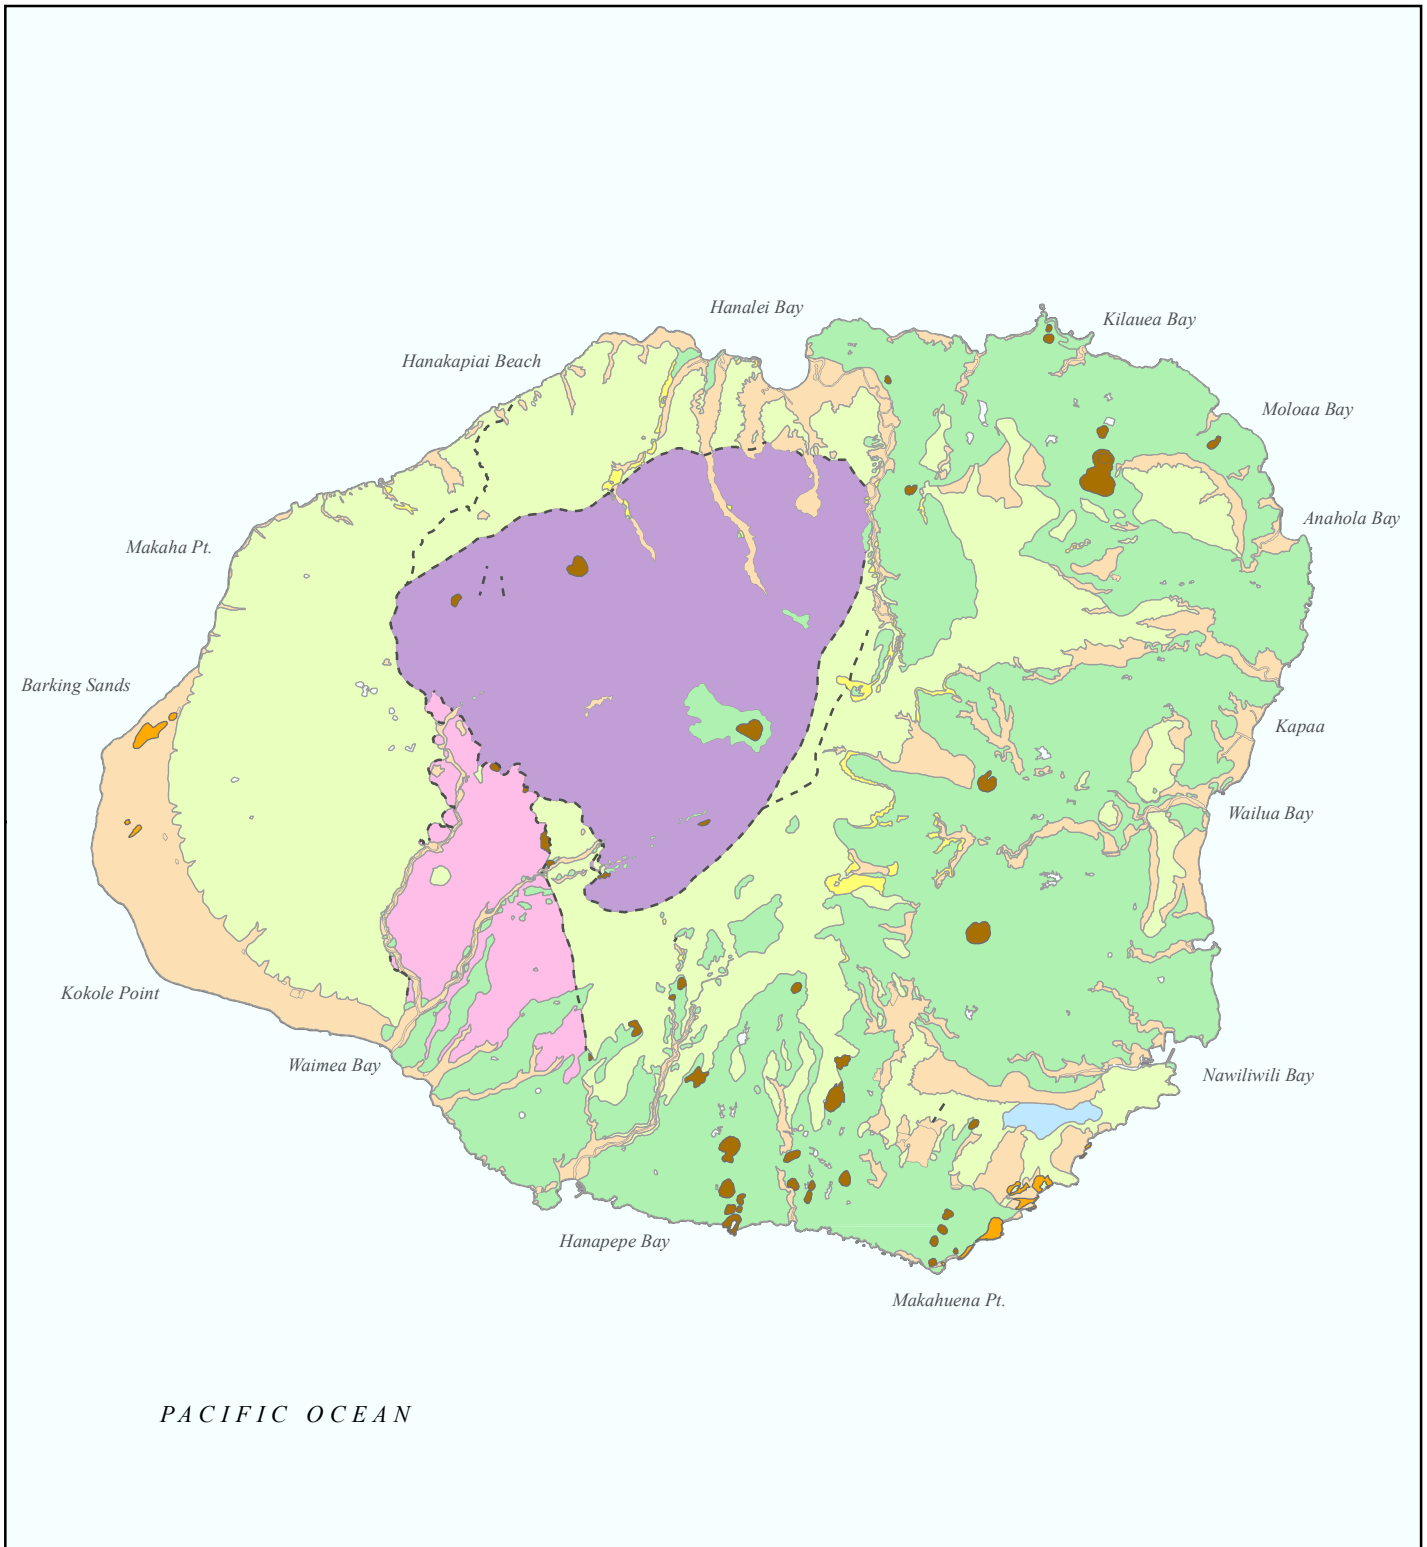 Hanalei Bay
Kilauea Bay
Hanakapiai Beach
Moloaa Bay
Anahola Bay
Makaha Pt.
Barking Sands
Kapaa
Wailua Bay
Kokole Point
Waimea Bay
Nawiliwili Bay
Hanapepe Bay
Makahuena Pt.
PACIFIC OCEAN